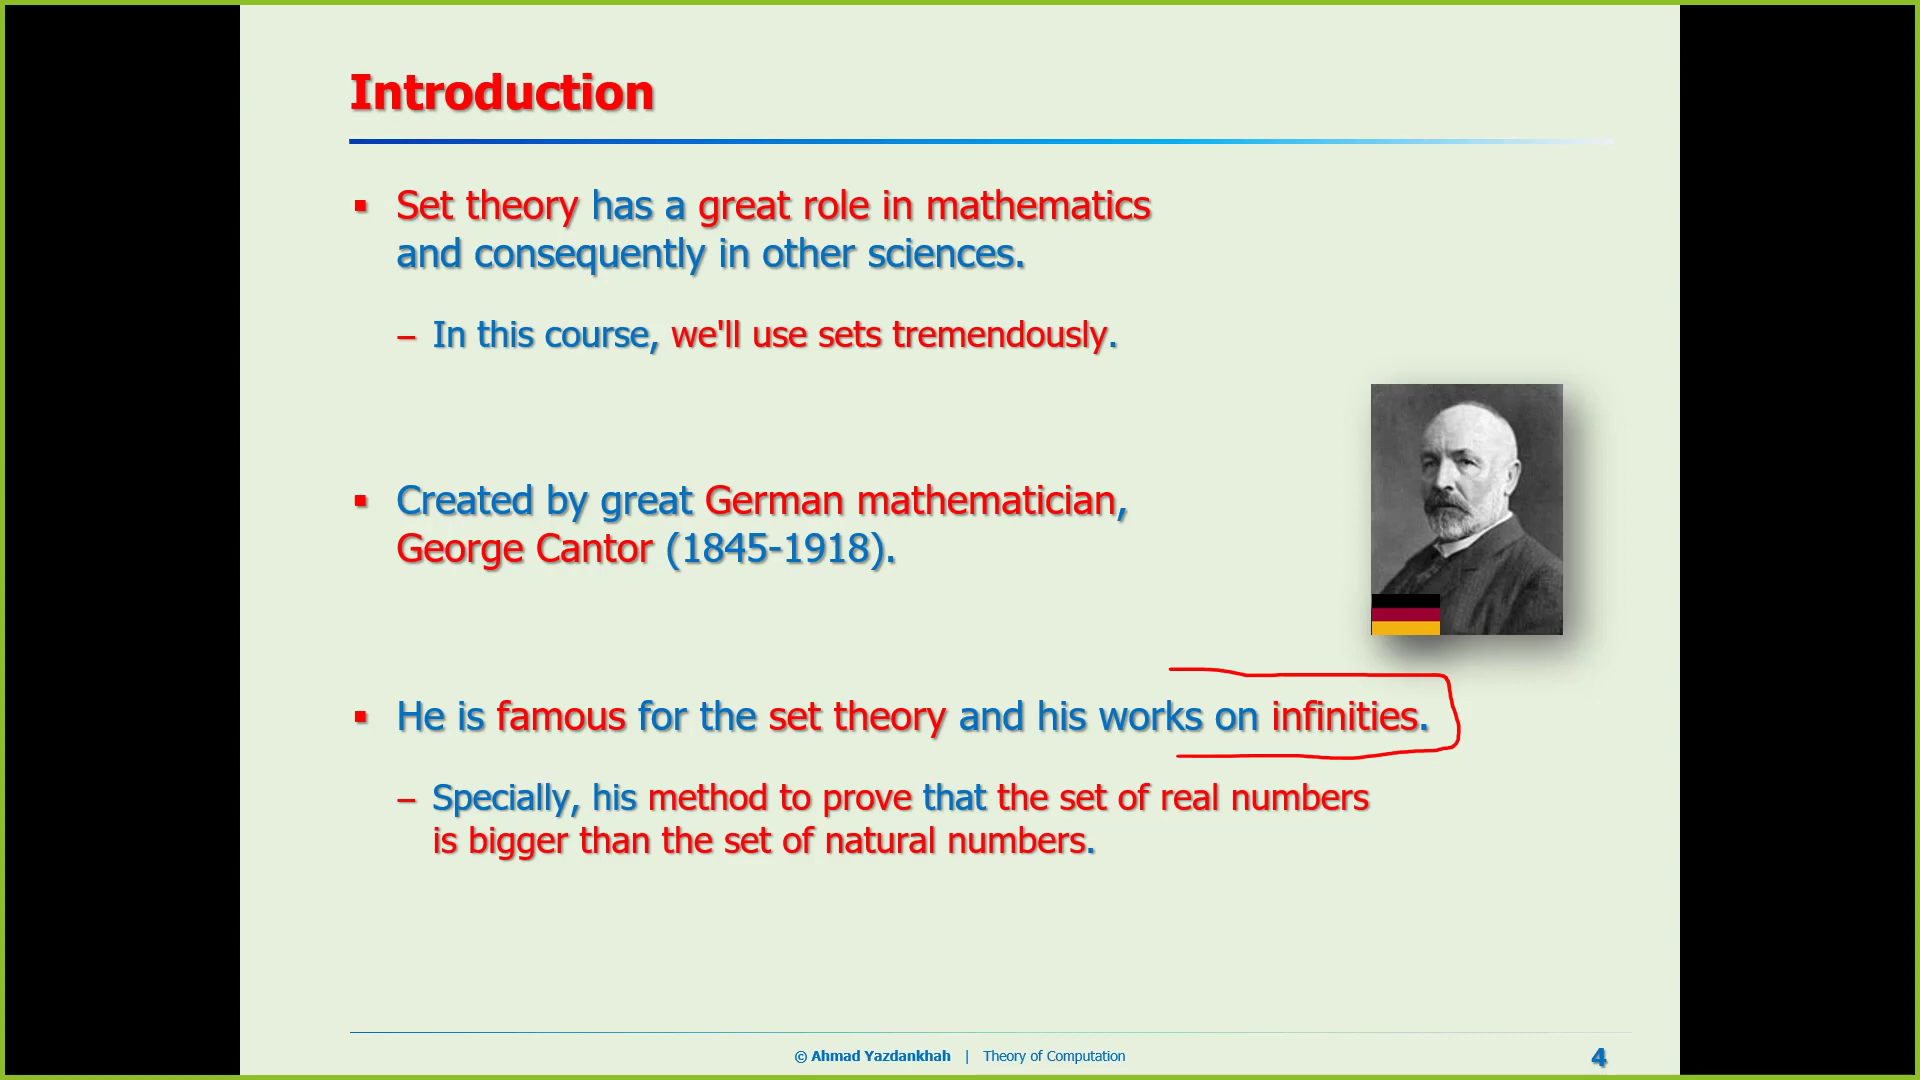 Introduction
▪ Set theory has a great role in mathematics
and consequently in other sciences.
– In this course, we'll use sets tremendously.
▪ Created by great German mathematician,
George Cantor (1845-1918).
▪ He is famous for the set theory and his works on infinities.
– Specially, his method to prove that the set of real numbers
is bigger than the set of natural numbers.
© Ahmad Yazdankhah | Theory of Computation
4